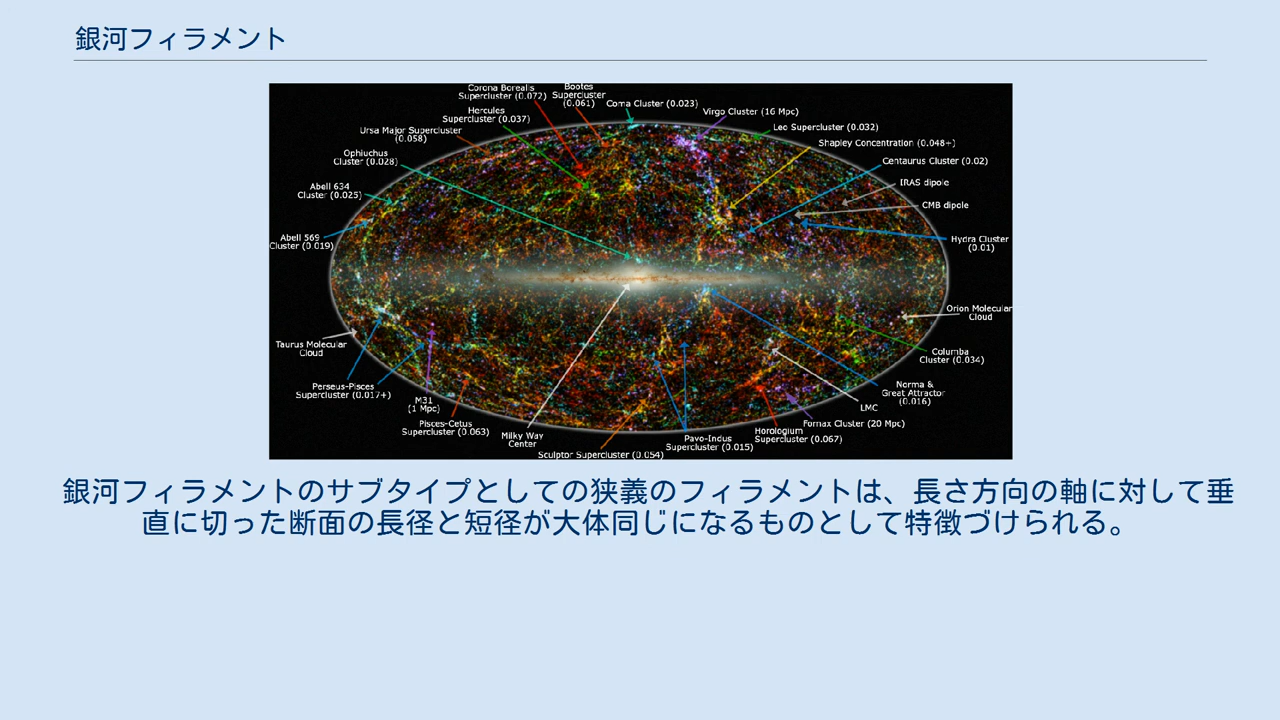 銀河フィラメント
Corona Borealis
Supercluster (0.072)
Bootes
Supercluster
(0.061)
Coma Cluster (0.023)
Virgo Cluster (16 Mpc)
Hercules
Supercluster (0.037)
Leo Supercluster (0.032)
Ursa Major Supercluster
(0.058)
Shapley Concentration (0.048+)
Ophiuchus
Cluster (0.028)
Centaurus Cluster (0.02)
Abell 634
Cluster (0.025)
IRAS dipole
CMB dipole
Abell 569
Cluster (0.019)
Hydra Cluster
(0.01)
Orion Molecular
Cloud
Taurus Molecular
Cloud
Columba
Cluster (0.034)
Perseus-Pisces
Supercluster (0.017+)
Norma &
Great Attractor
(0.016)
M31
(1 Mpc)
LMC
Pisces-Cetus
Supercluster (0.063)
Fornax Cluster (20 Mpc)
Milky Way
Center
Horologium
Supercluster (0.067)
Pavo-Indus
Supercluster (0.015)
Sculptor Supercluster (0.054)
銀河フィラメントのサブタイプとしての狭義のフィラメントは、長さ方向の軸に対して垂
直に切った断面の長径と短径が大体同じになるものとして特徴づけられる。